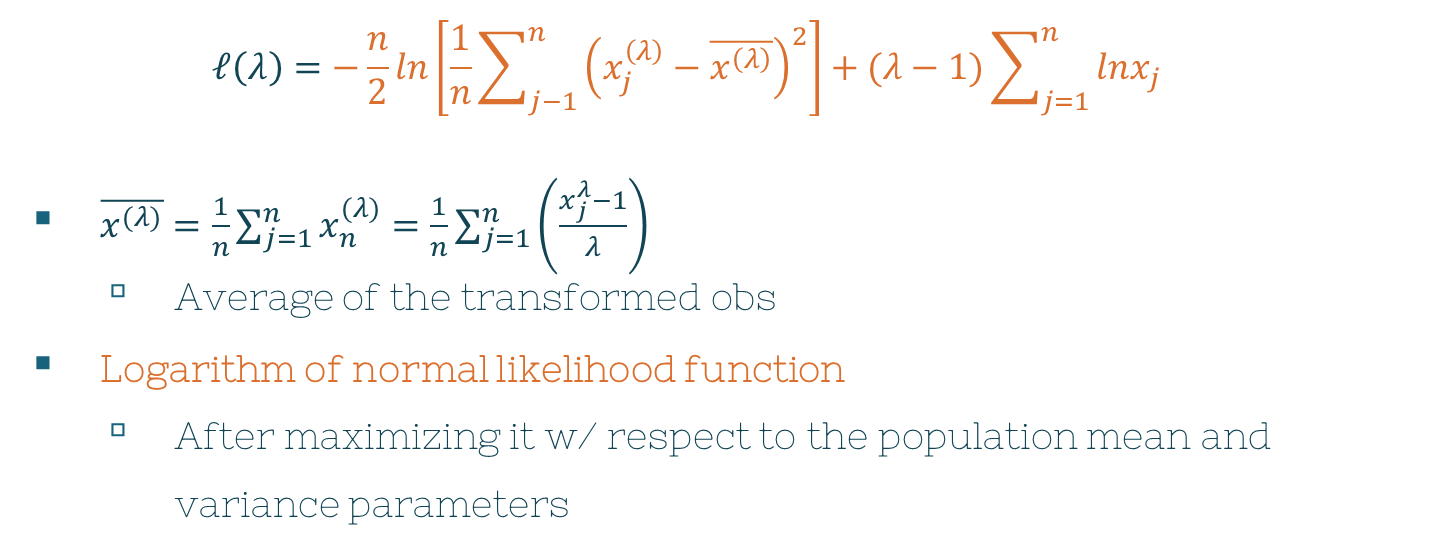 ℓ(λ) = −n/2 ln[1/n ∑_{j−1}^{n} (x_j^{(λ)} − \overline{x^{(λ)}})^2] + (λ − 1) ∑_{j=1}^{n} lnx_j
▪ \overline{x^{(λ)}} = 1/n ∑_{j=1}^{n} x_n^{(λ)} = 1/n ∑_{j=1}^{n} ((x_j^λ−1)/λ)
▫ Average of the transformed obs
▪ Logarithm of normal likelihood function
▫ After maximizing it w/ respect to the population mean and
variance parameters